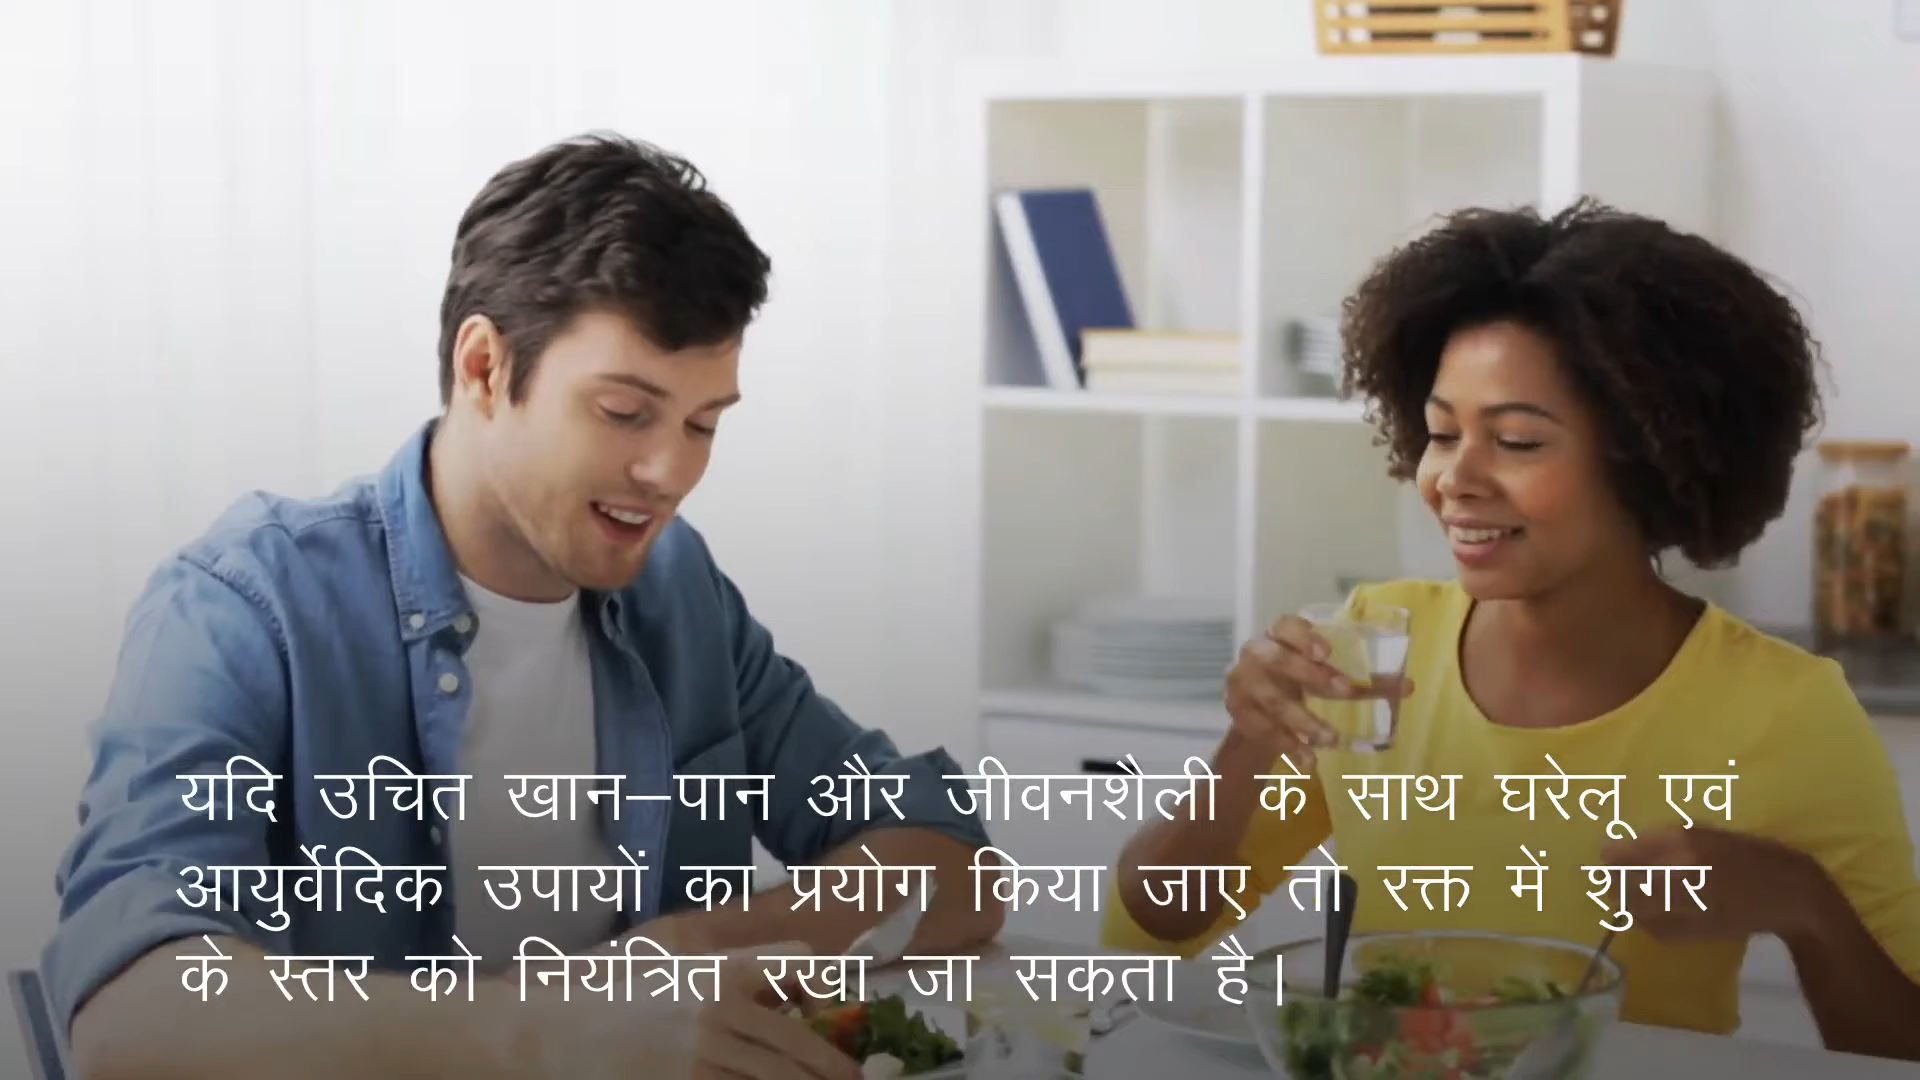 यदि उचित खान–पान और जीवनशैली के साथ घरेलू एवं
आयुर्वेदिक उपायों का प्रयोग किया जाए तो रक्त में शुगर
के स्तर को नियंत्रित रखा जा सकता है।